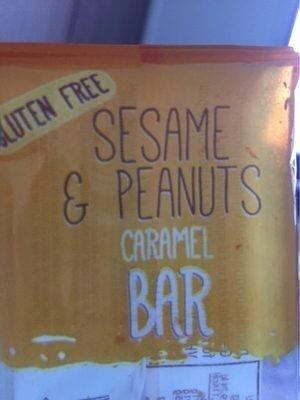 GLUTEN FREE
SESAME
& PEANUTS
CARAMEL
BAR